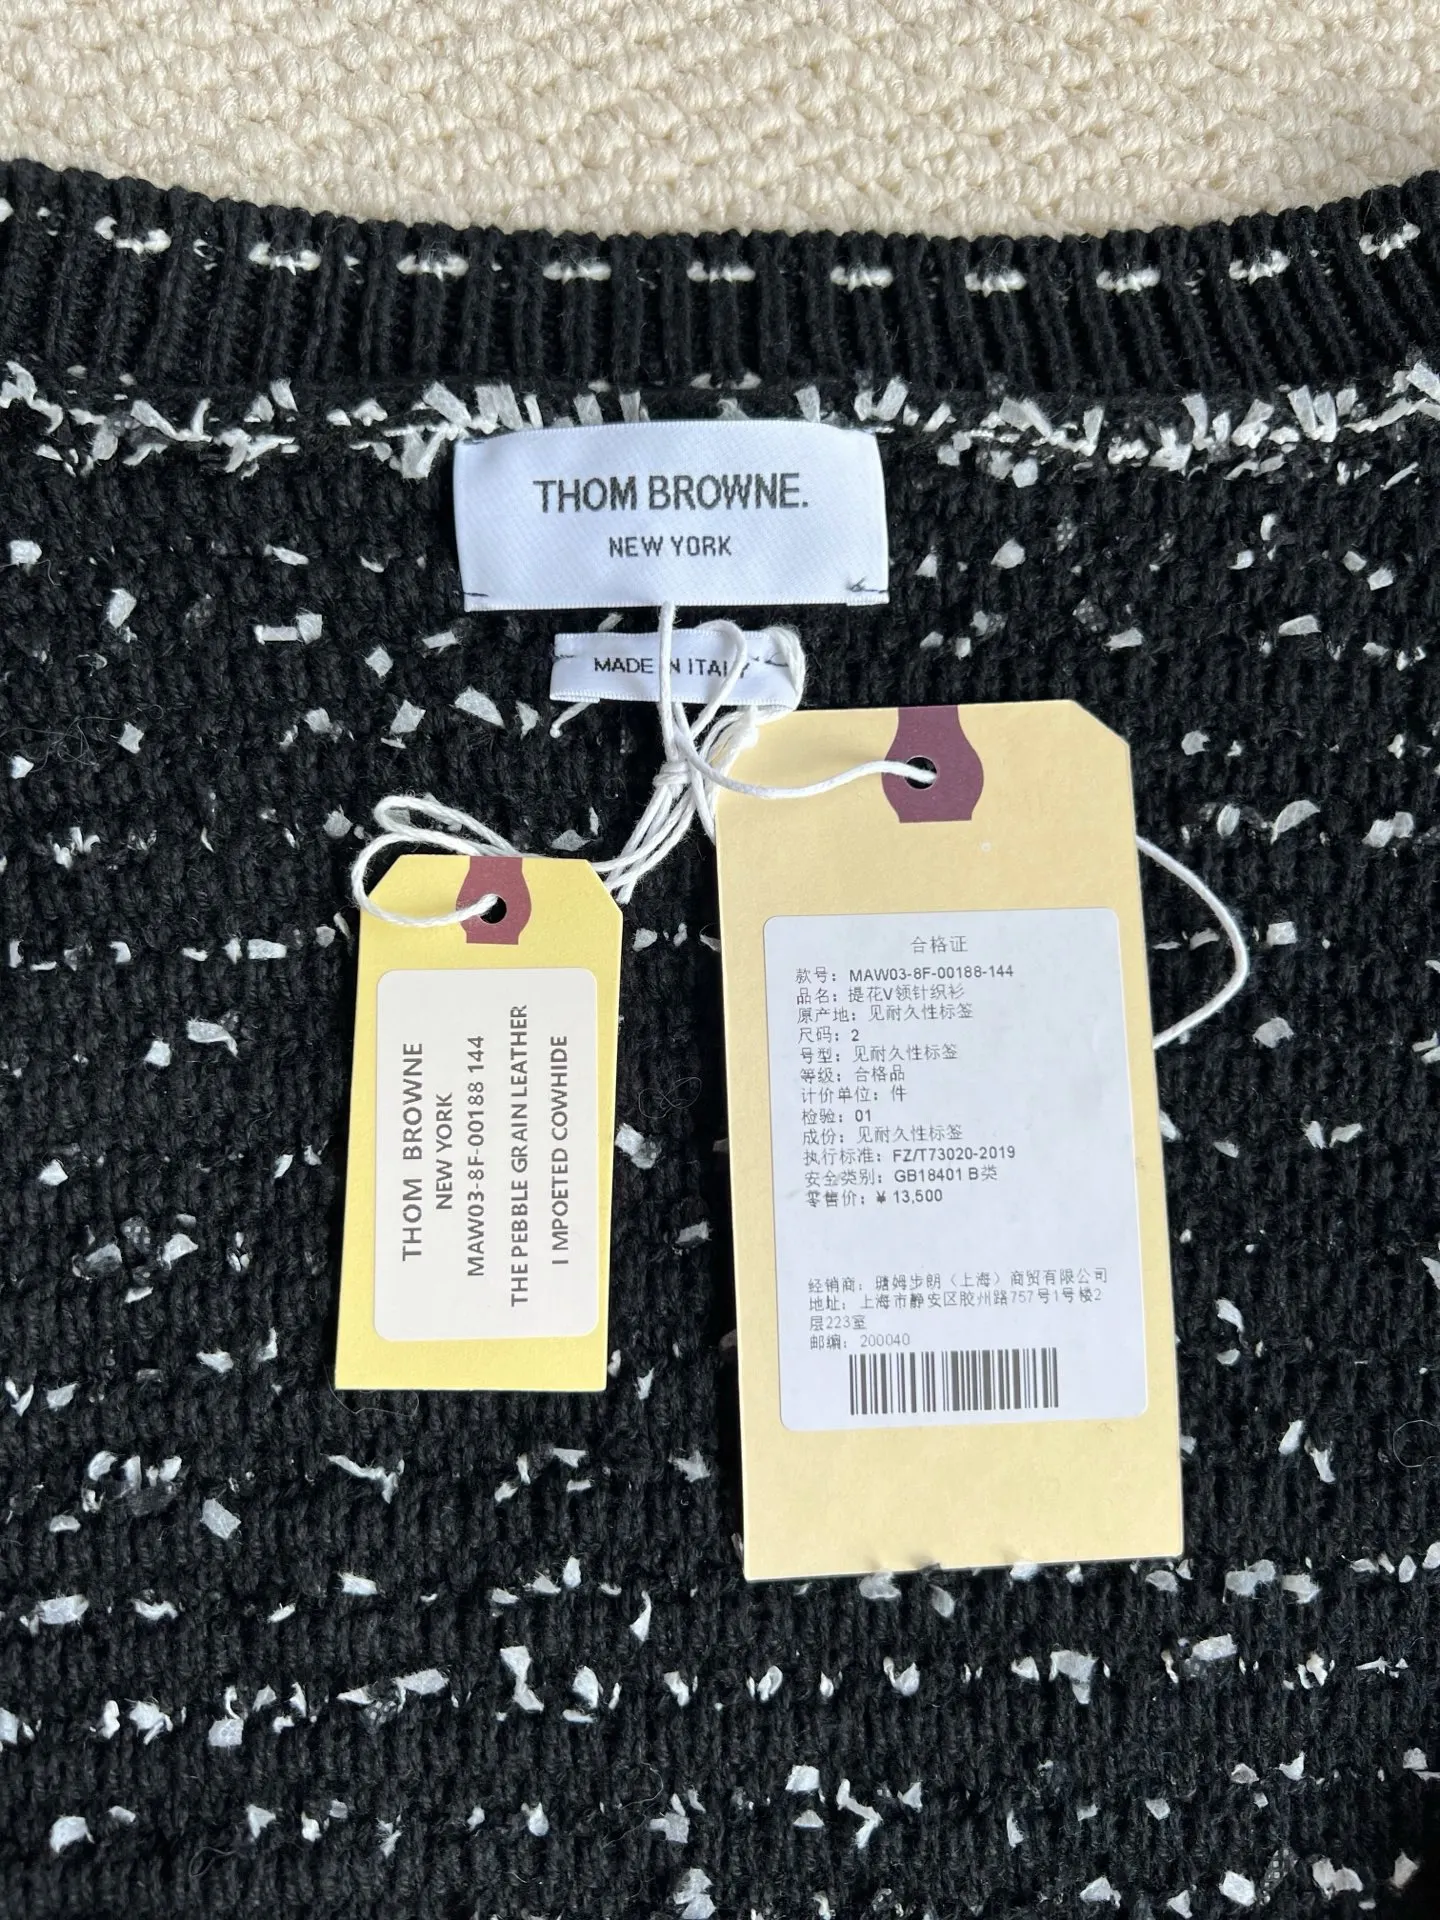 THOM BROWNE.
NEW YORK
MADE IN ITALY
THOM BROWNE
NEW YORK
MAW03-8F-00188 144
THE PEBBLE GRAIN LEATHER
I MPOETED COWHIDE
合格证
款号: MAW03-8F-00188-144
品名: 提花V领针织衫
原产地: 见耐久性标签
尺码: 2
号型: 见耐久性标签
等级: 合格品
计价单位: 件
检验: 01
成份: 见耐久性标签
执行标准: FZ/T73020-2019
安全类别: GB18401 B类
零售价: ¥ 13,500
经销商: 姆步朗（上海）商贸有限公司
地址: 上海市静安区胶州路757号1号楼2
层223室
邮编: 200040